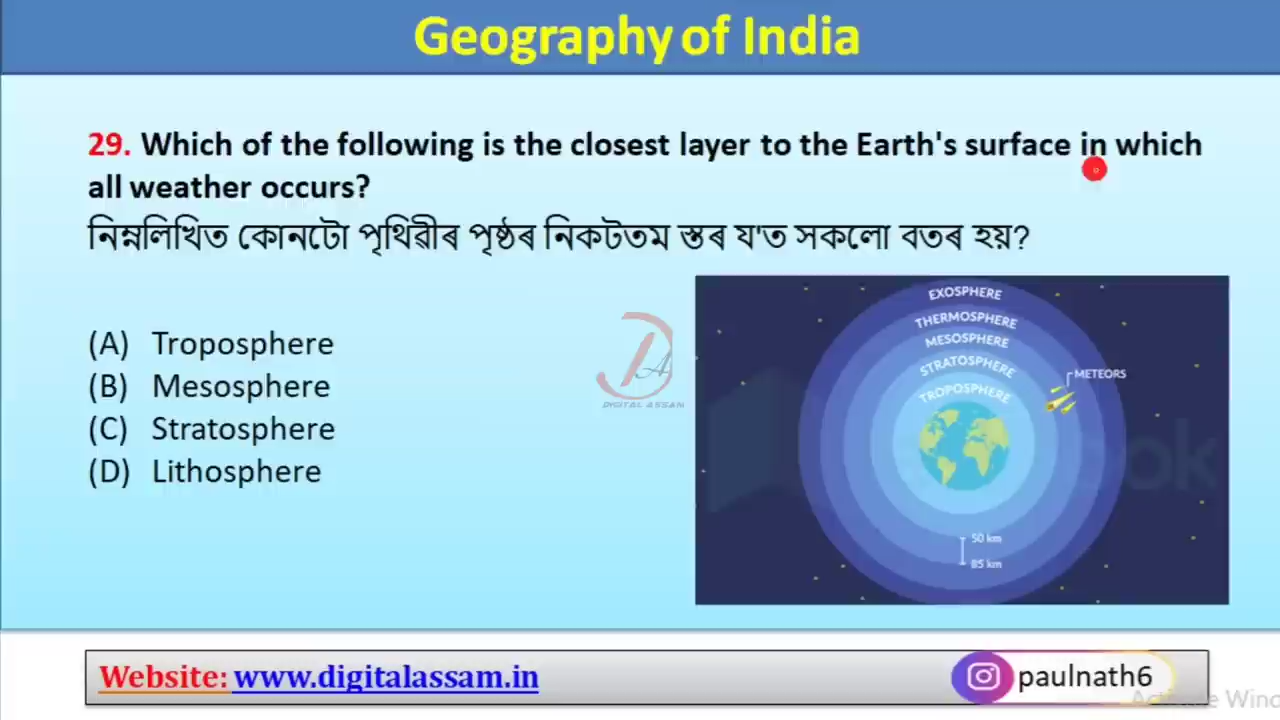 Geography of India
29. Which of the following is the closest layer to the Earth's surface in which
all weather occurs?
নিম্নলিখিত কোনটো পৃথিৱীৰ পৃষ্ঠৰ নিকটতম স্তৰ য'ত সকলো বতৰ হয়?
(A) Troposphere
(B) Mesosphere
(C) Stratosphere
(D) Lithosphere
DIGITAL ASSAM
EXOSPHERE
THERMOSPHERE
MESOSPHERE
STRATOSPHERE
TROPOSPHERE
METEORS
50 km
85 km
Website: www.digitalassam.in
paulnath6